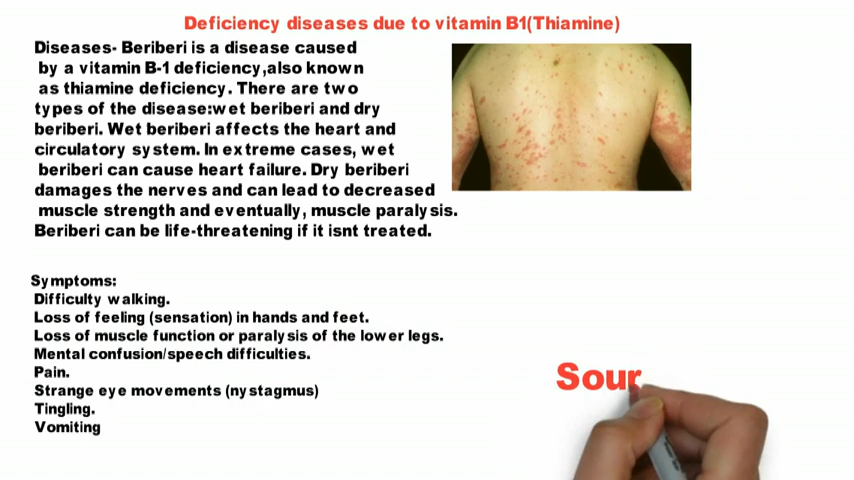 Deficiency diseases due to vitamin B1(Thiamine)
Diseases- Beriberi is a disease caused
by a vitamin B-1 deficiency,also known
as thiamine deficiency. There are two
types of the disease:wet beriberi and dry
beriberi. Wet beriberi affects the heart and
circulatory system. In extreme cases, wet
beriberi can cause heart failure. Dry beriberi
damages the nerves and can lead to decreased
muscle strength and eventually, muscle paralysis.
Beriberi can be life-threatening if it isnt treated.
Symptoms:
Difficulty walking.
Loss of feeling (sensation) in hands and feet.
Loss of muscle function or paralysis of the lower legs.
Mental confusion/speech difficulties.
Pain.
Strange eye movements (nystagmus)
Tingling.
Vomiting
Sour